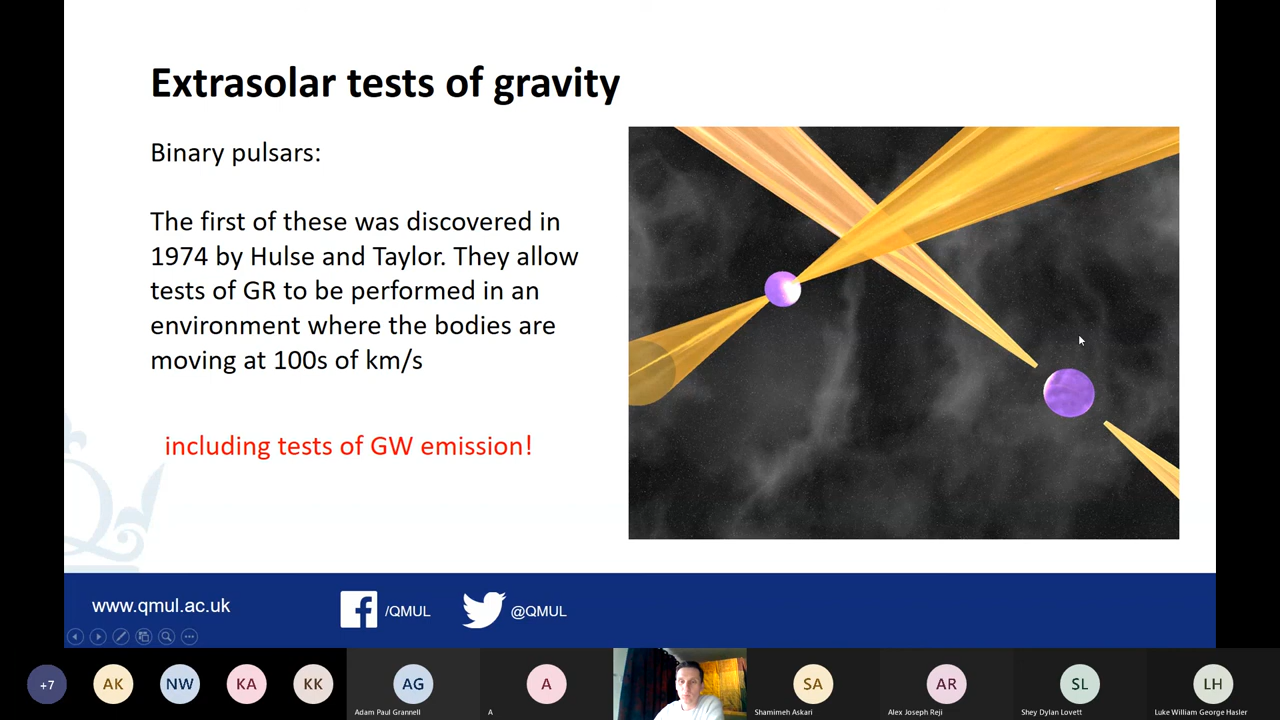 Extrasolar tests of gravity
Binary pulsars:
The first of these was discovered in
1974 by Hulse and Taylor. They allow
tests of GR to be performed in an
environment where the bodies are
moving at 100s of km/s
including tests of GW emission!
www.qmul.ac.uk
/QMUL
@QMUL
+7
AK
NW
KA
KK
AG
A
SA
AR
SL
LH
Adam Paul Grannell
A
Shamimeh Askari
Alex Joseph Reji
Shey Dylan Lovett
Luke William George Hasler